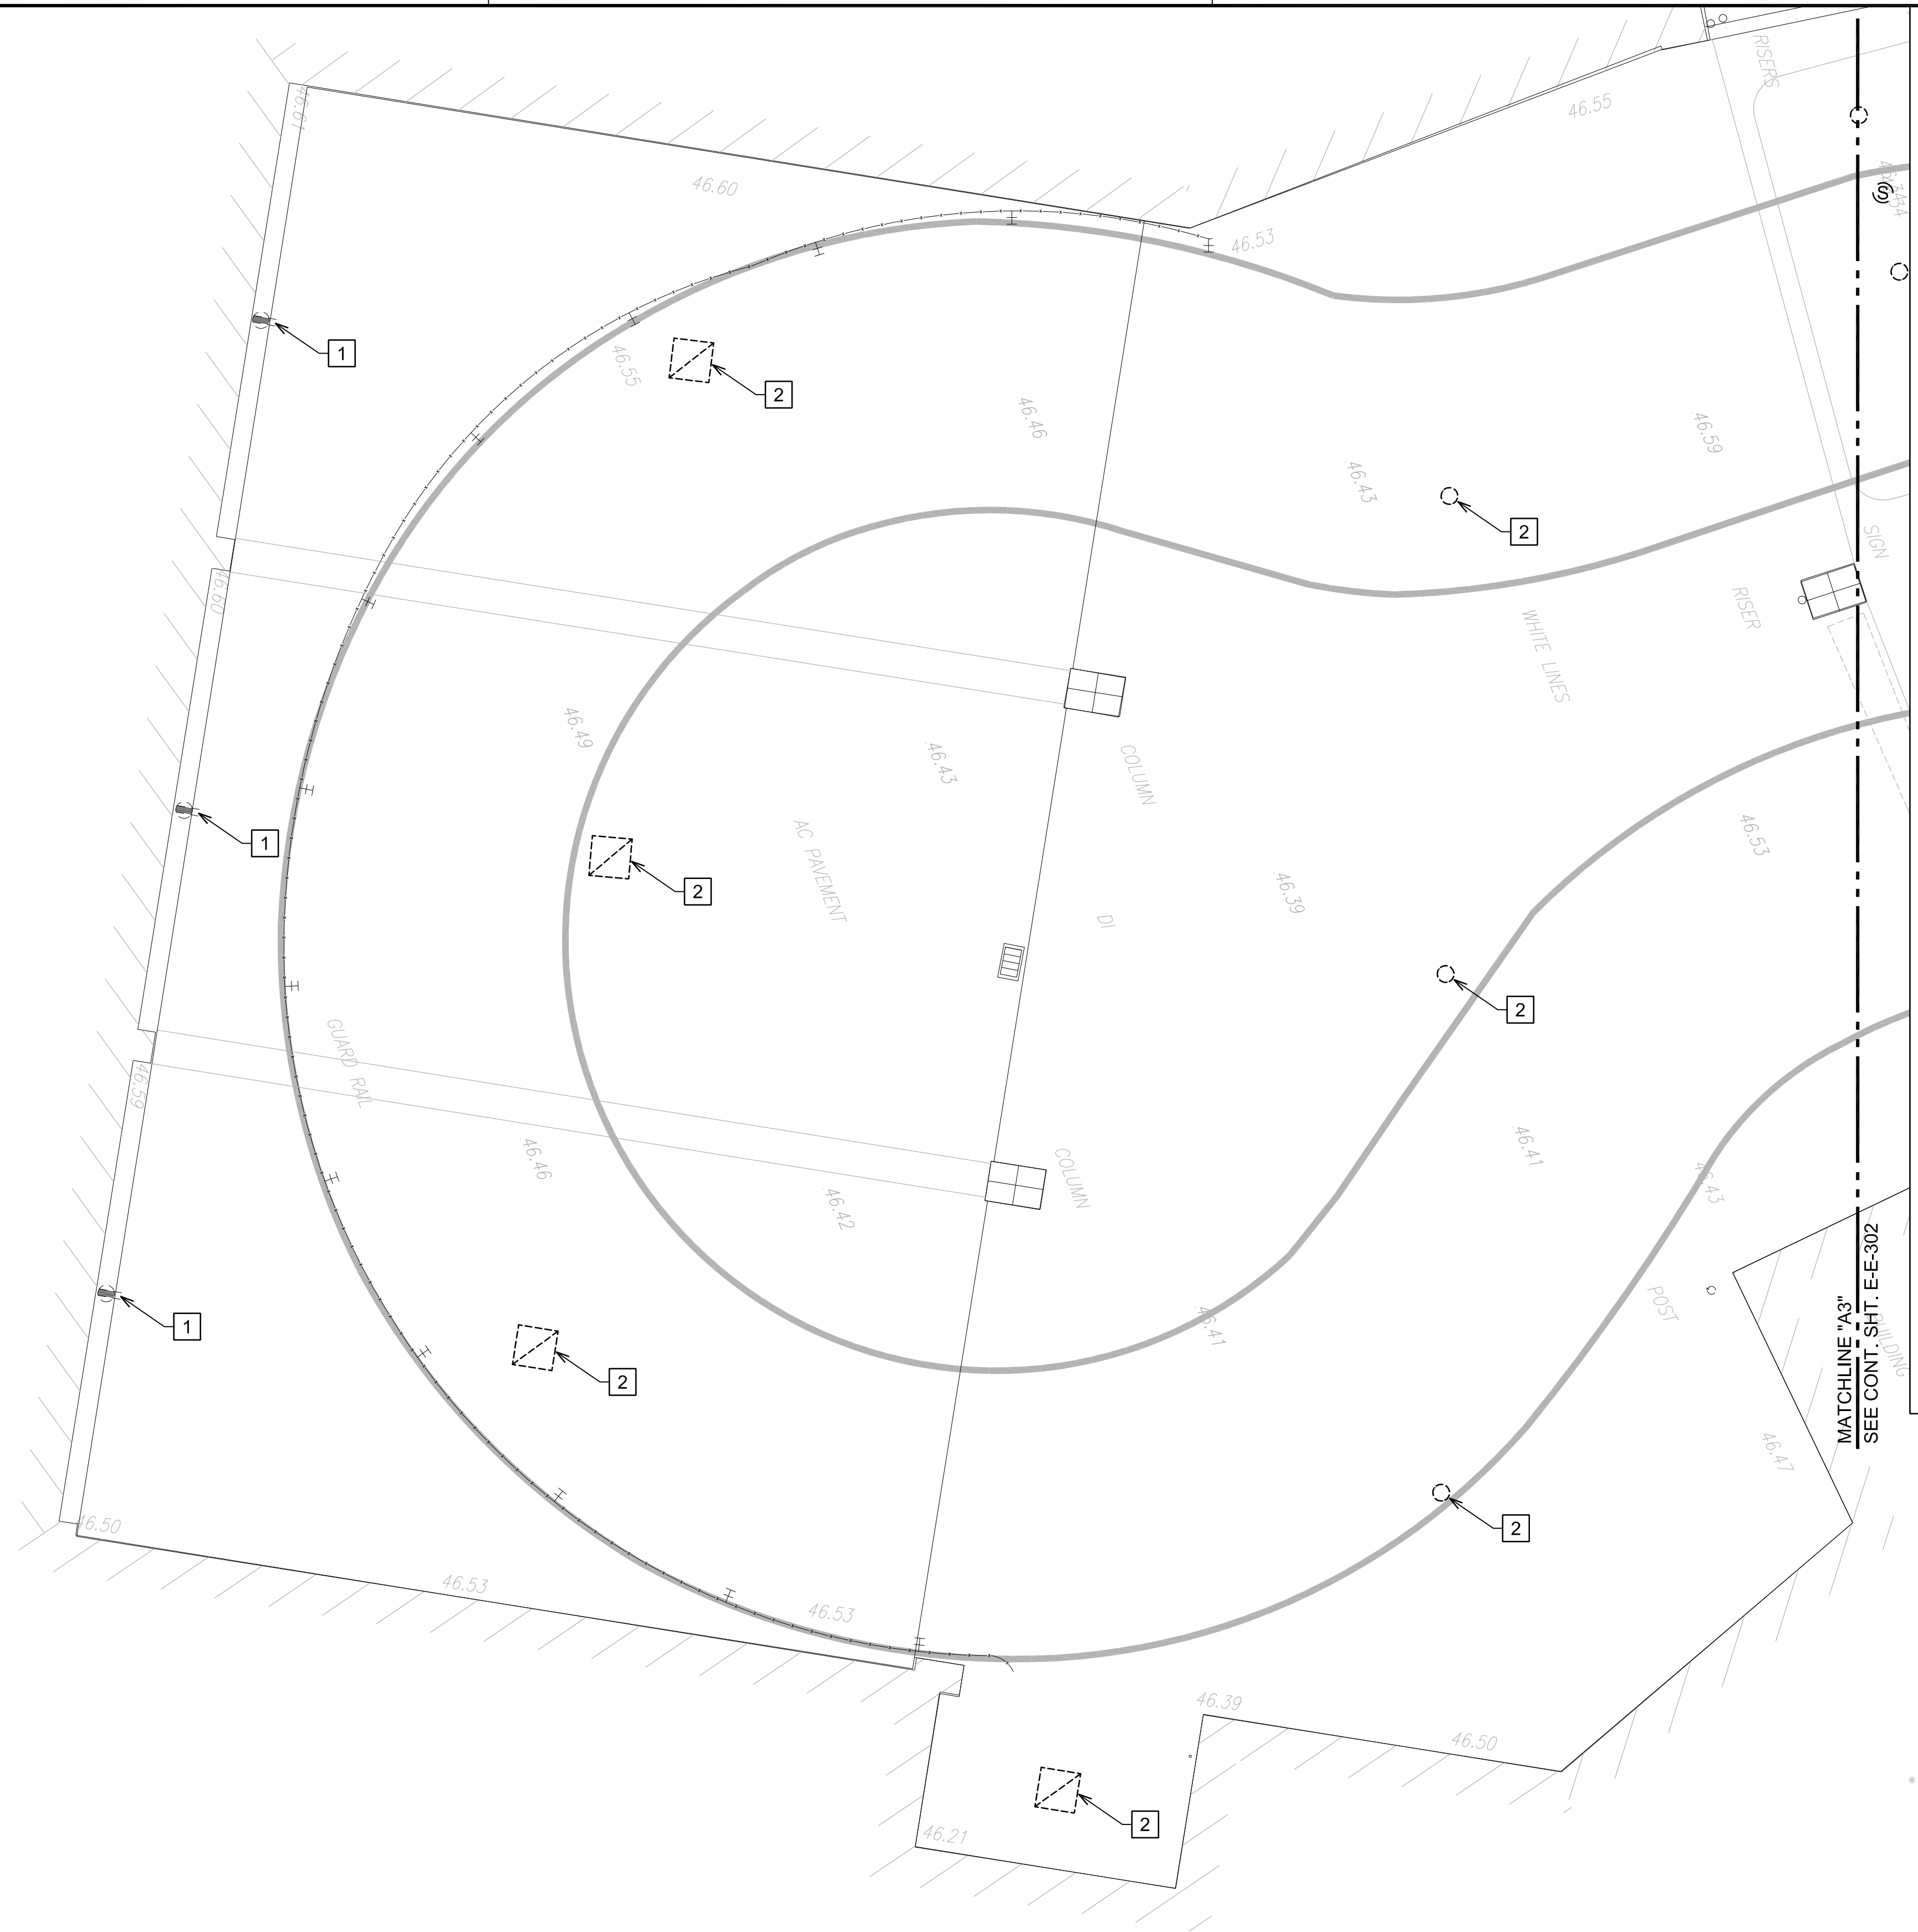 RISERS
46.55
46.61
46.60
46.53
S
1
46.55
2
46.46
46.59
46.43
2
SIGN
46.60
RISER
WHITE LINES
46.49
46.43
COLUMN
46.53
1
AC PAVEMENT
2
46.39
DI
2
GUARD RAIL
46.59
46.46
46.42
COLUMN
46.41
46.43
1
2
46.41
POST
BUILDING
MATCHLINE "A3"
SEE CONT. SHT. E-E-302
46.47
46.50
2
46.53
46.53
46.39
46.50
2
46.21